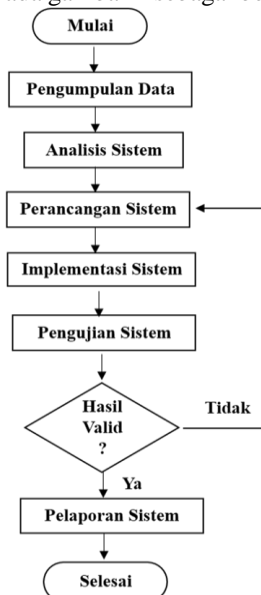 Mulai
Pengumpulan Data
Analisis Sistem
Perancangan Sistem
Implementasi Sistem
Pengujian Sistem
Hasil
Valid
?
Tidak
Ya
Pelaporan Sistem
Selesai